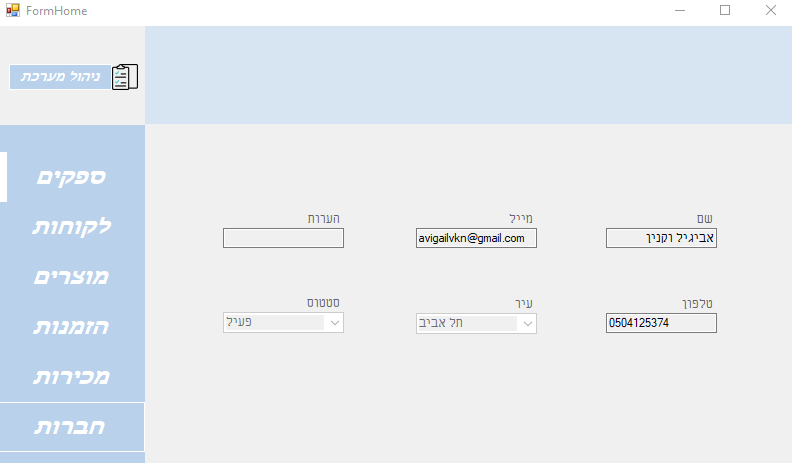 FormHome
ניהול מערכת
ספקים
לקוחות
מוצרים
הזמנות
מכירות
חברות
שם
אביגיל וקנין
מייל
avigailvkn@gmail.com
הערות
טלפון
0504125374
עיר
תל אביב
סטטוס
פעיל